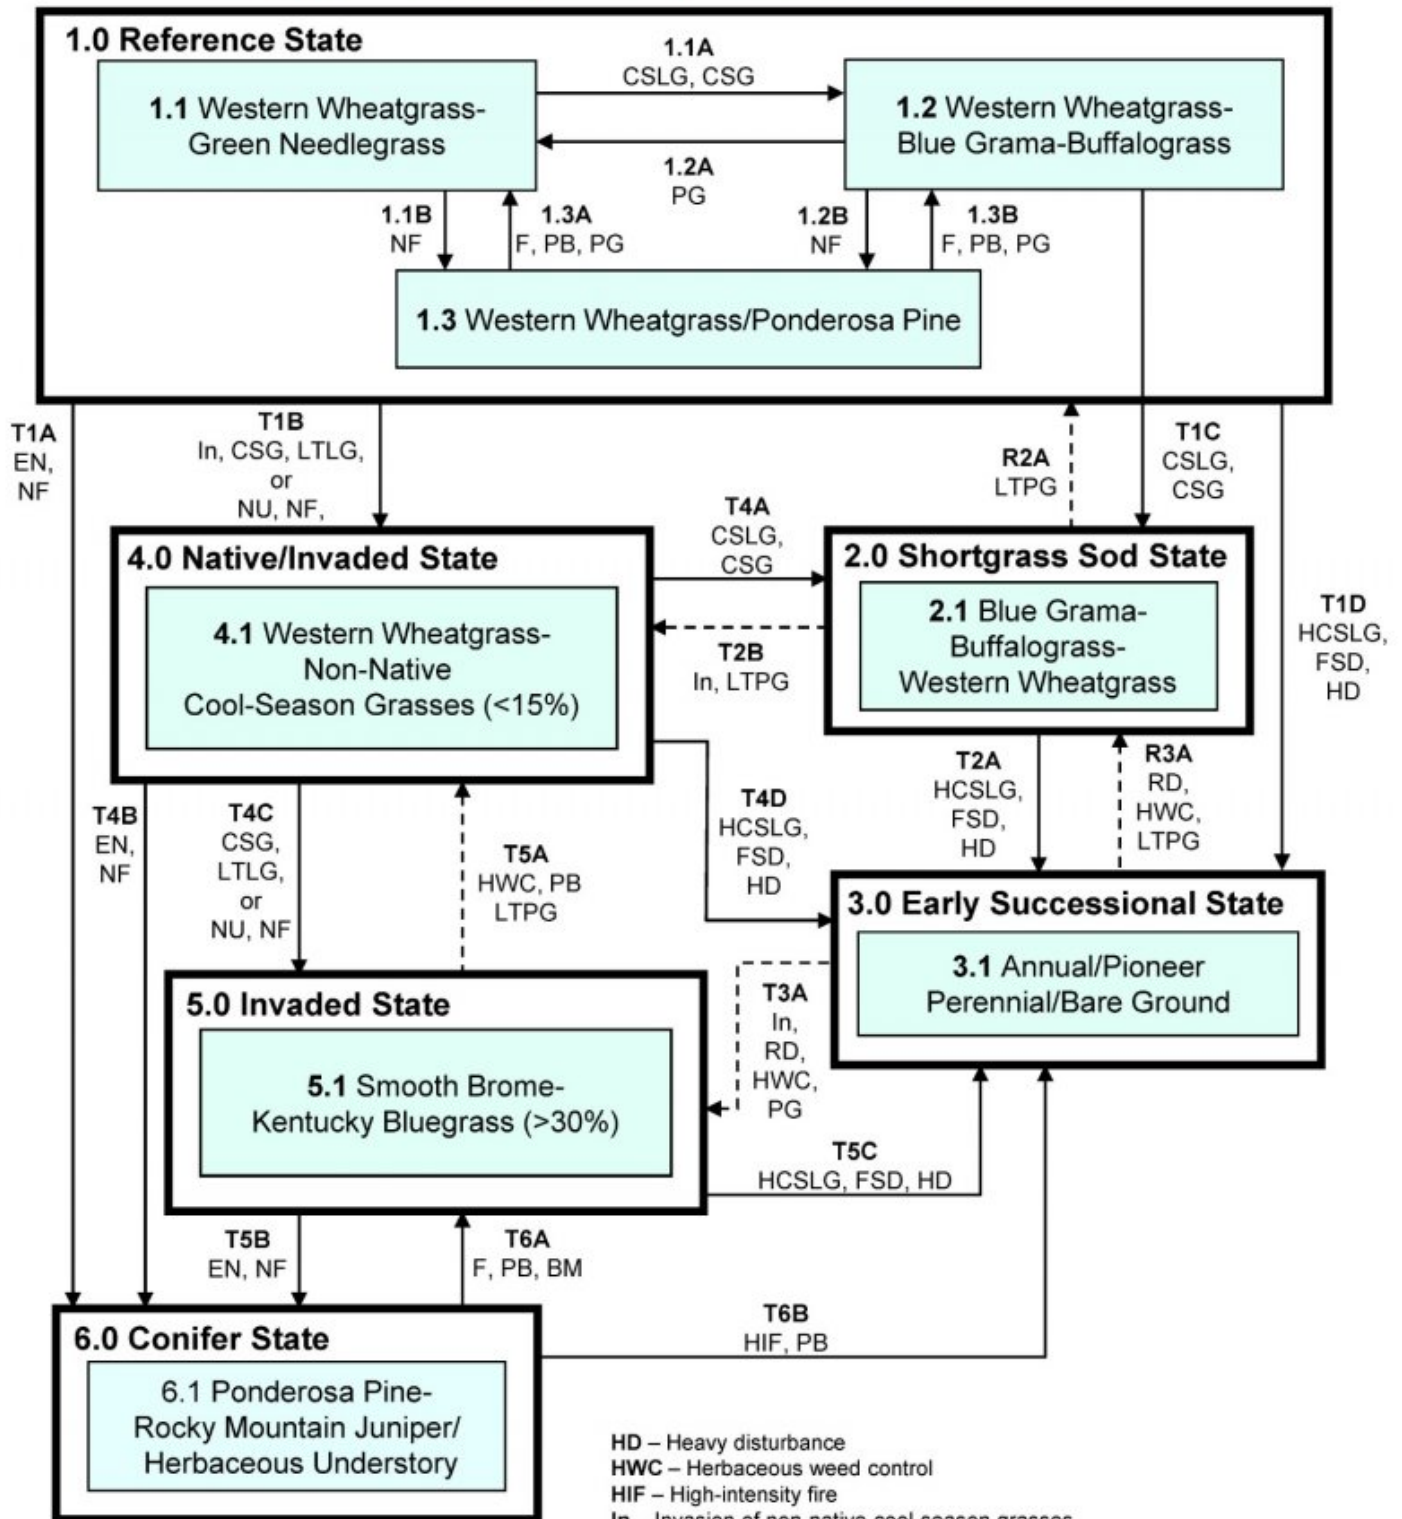 1.0 Reference State
1.1A
CSLG, CSG
1.1 Western Wheatgrass-
Green Needlegrass
1.2 Western Wheatgrass-
Blue Grama-Buffalograss
1.2A
PG
1.1B
NF
1.3A
F, PB, PG
1.2B
NF
1.3B
F, PB, PG
1.3 Western Wheatgrass/Ponderosa Pine
T1A
EN,
NF
T1B
In, CSG, LTLG,
or
NU, NF,
R2A
LTPG
T1C
CSLG,
CSG
T4A
CSLG,
CSG
4.0 Native/Invaded State
4.1 Western Wheatgrass-
Non-Native
Cool-Season Grasses (<15%)
2.0 Shortgrass Sod State
2.1 Blue Grama-
Buffalograss-
Western Wheatgrass
T1D
HCSLG,
FSD,
HD
T2B
In, LTPG
T4B
EN,
NF
T4C
CSG,
LTLG,
or
NU, NF
T5A
HWC, PB
LTPG
T4D
HCSLG,
FSD,
HD
T2A
HCSLG,
FSD,
HD
R3A
RD,
HWC,
LTPG
3.0 Early Successional State
3.1 Annual/Pioneer
Perennial/Bare Ground
5.0 Invaded State
5.1 Smooth Brome-
Kentucky Bluegrass (>30%)
T3A
In,
RD,
HWC,
PG
T5C
HCSLG, FSD, HD
T5B
EN, NF
T6A
F, PB, BM
T6B
HIF, PB
6.0 Conifer State
6.1 Ponderosa Pine-
Rocky Mountain Juniper/
Herbaceous Understory
HD – Heavy disturbance
HWC – Herbaceous weed control
HIF – High-intensity fire
In – Invasion of non-native cool-season grasses